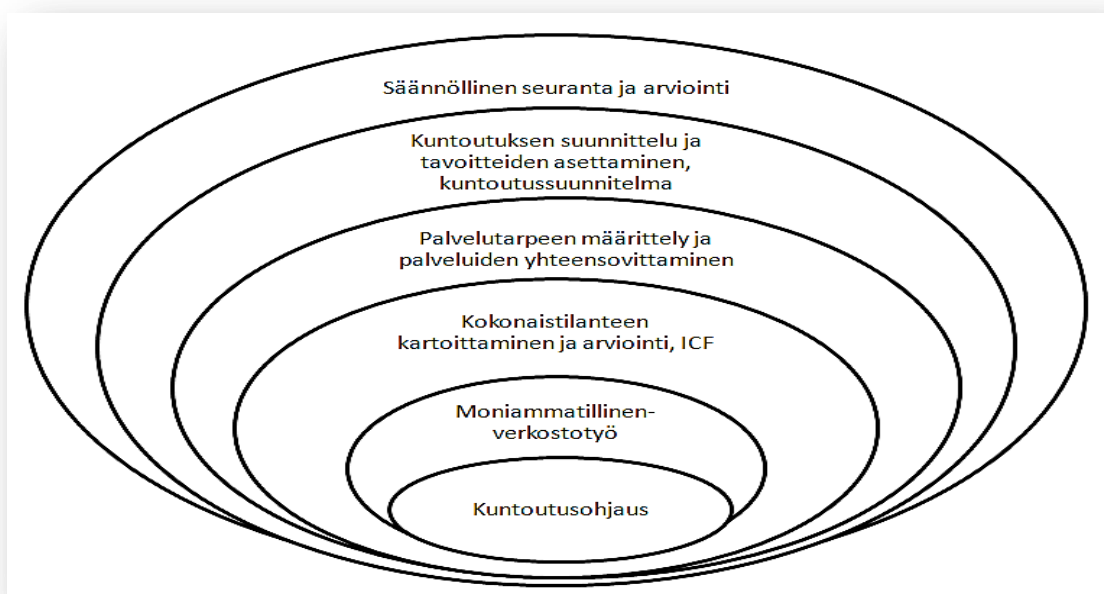 Säännöllinen seuranta ja arviointi
Kuntoutuksen suunnittelu ja
tavoitteiden asettaminen,
kuntoutussuunnitelma
Palvelutarpeen määrittely ja
palveluiden yhteensovittaminen
Kokonaistilanteen
kartoittaminen ja arviointi, ICF
Moniammatillinen-
verkostotyö
Kuntoutusohjaus